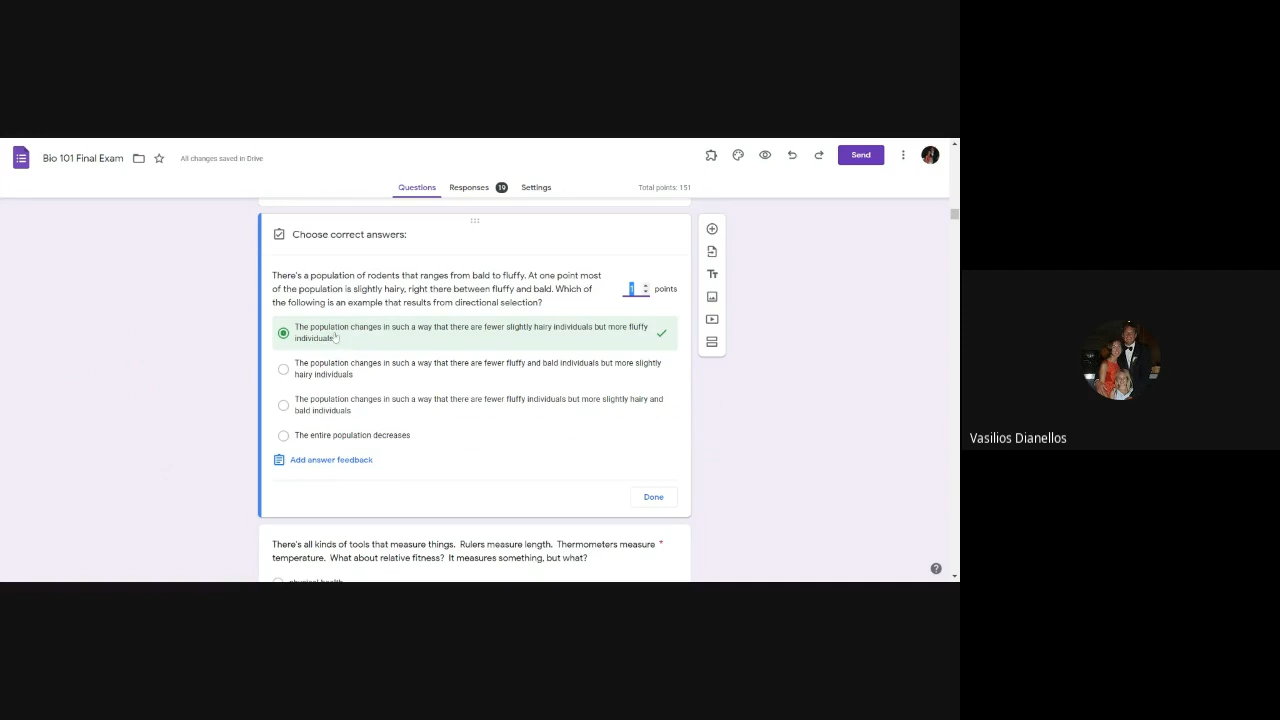 Bio 101 Final Exam
All changes saved in Drive
Send
Questions
Responses 19
Settings
Total points: 151
Choose correct answers:
There's a population of rodents that ranges from bald to fluffy. At one point most
of the population is slightly hairy, right there between fluffy and bald. Which of
the following is an example that results from directional selection?
1 points
The population changes in such a way that there are fewer slightly hairy individuals but more fluffy
individuals
The population changes in such a way that there are fewer fluffy and bald individuals but more slightly
hairy individuals
The population changes in such a way that there are fewer fluffy individuals but more slightly hairy and
bald individuals
The entire population decreases
Add answer feedback
Done
There's all kinds of tools that measure things. Rulers measure length. Thermometers measure *
temperature. What about relative fitness? It measures something, but what?
physical health
Vasilios Dianellos